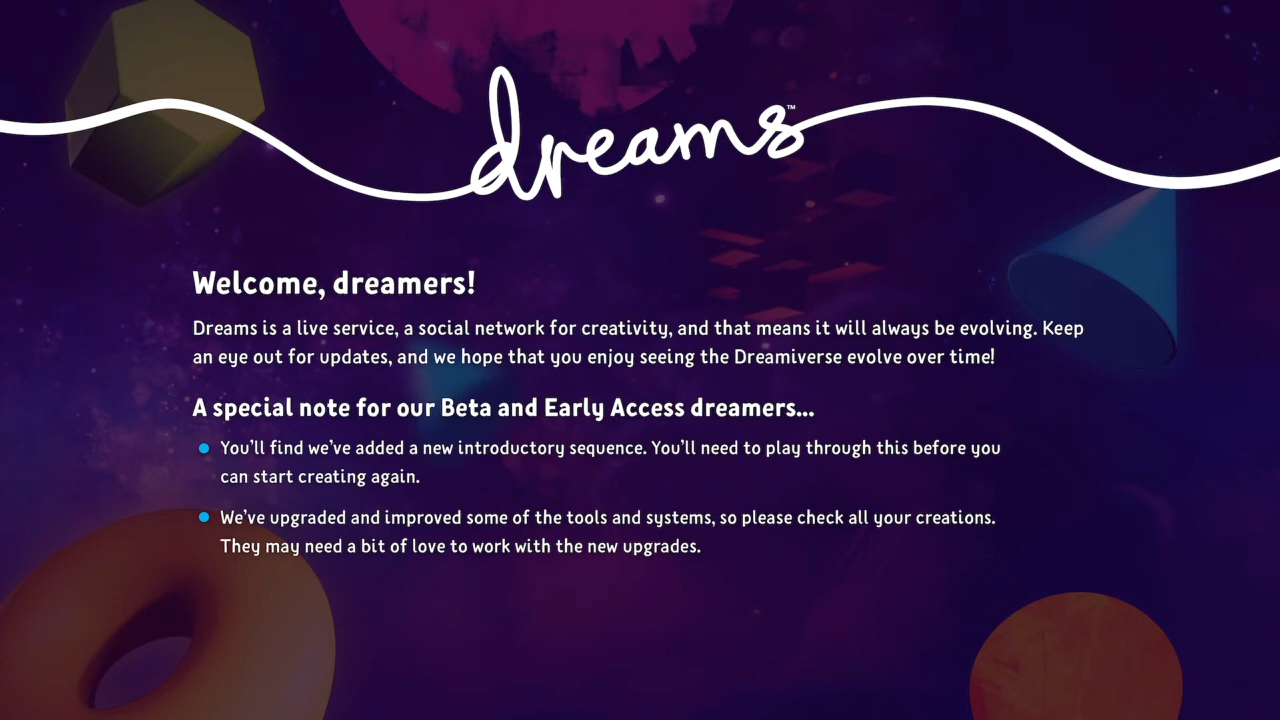 dreams™
Welcome, dreamers!
Dreams is a live service, a social network for creativity, and that means it will always be evolving. Keep
an eye out for updates, and we hope that you enjoy seeing the Dreamiverse evolve over time!
A special note for our Beta and Early Access dreamers...
You'll find we've added a new introductory sequence. You'll need to play through this before you
can start creating again.
We've upgraded and improved some of the tools and systems, so please check all your creations.
They may need a bit of love to work with the new upgrades.